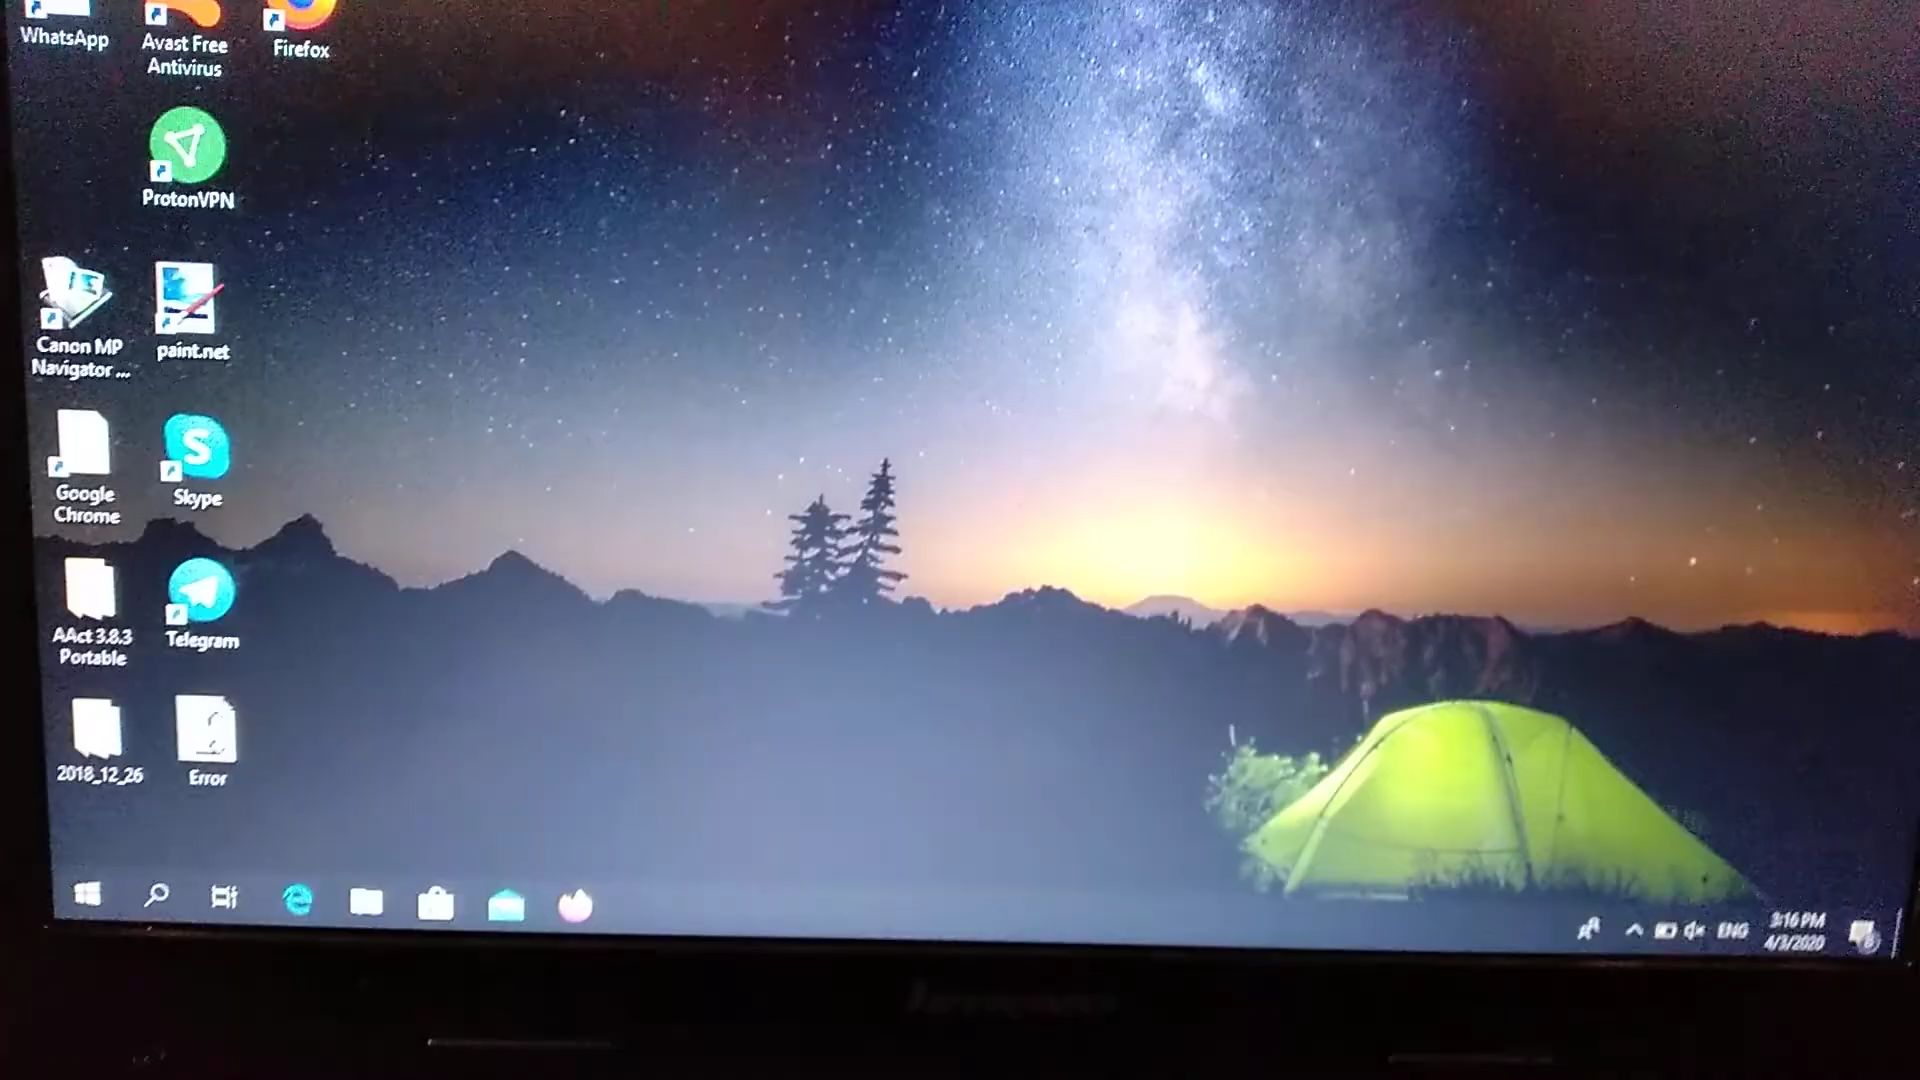 WhatsApp
Avast Free
Antivirus
Firefox
ProtonVPN
Canon MP
Navigator ...
paint.net
Google
Chrome
Skype
AAct 3.8.3
Portable
Telegram
2018_12_26
Error
ENG
3:16 PM
4/3/2020